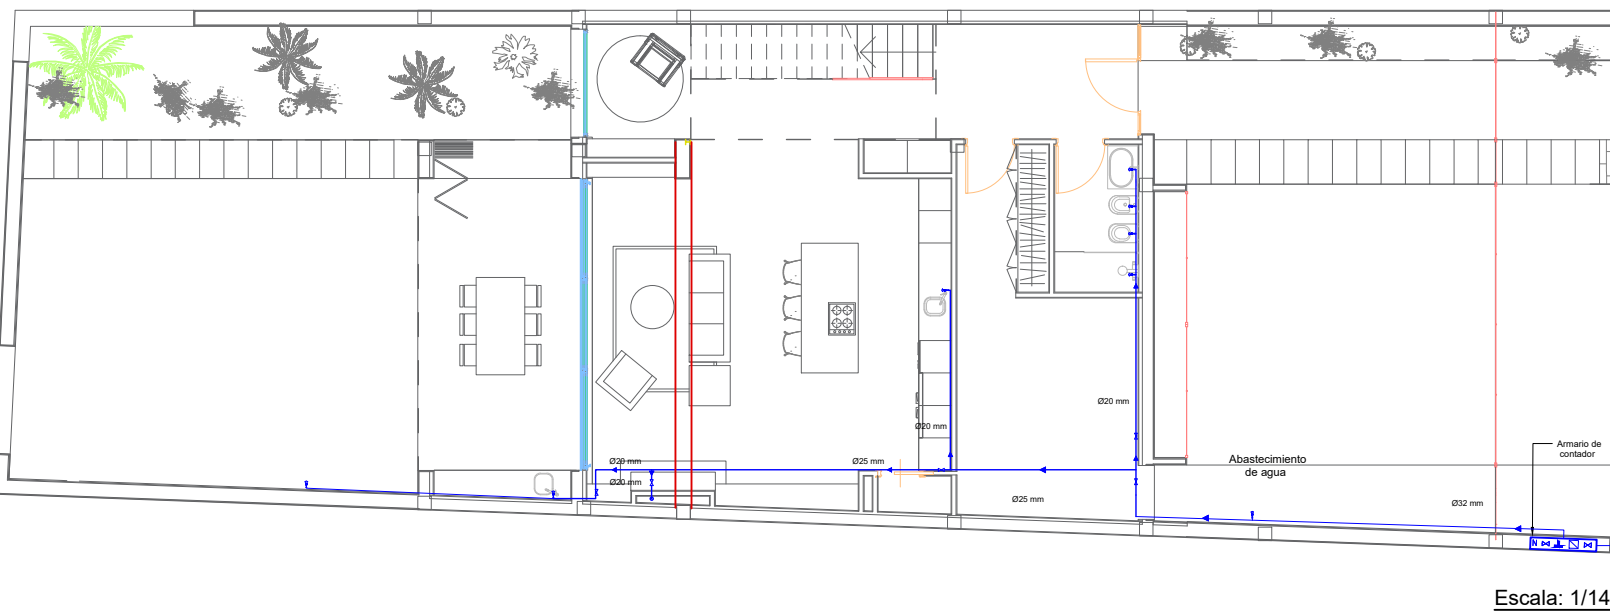 Ø20 mm
Ø20 mm
Ø20 mm
Ø20 mm
Ø25 mm
Ø25 mm
Abastecimiento
de agua
Armario de
contador
Ø32 mm
N
Escala: 1/14